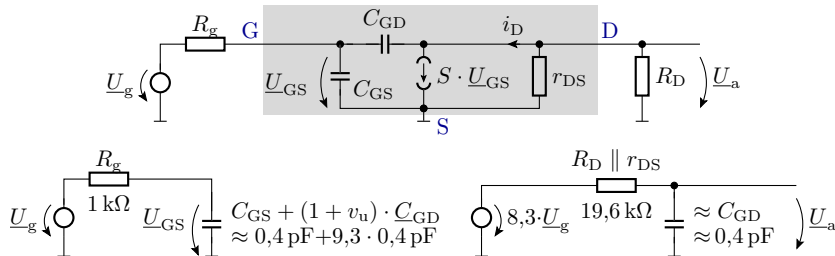 R_g G C_GD i_D D
U_g U_GS C_GS S · U_GS r_DS R_D U_a
S
R_g R_D ∥ r_DS
U_g 1 kΩ U_GS C_GS + (1 + v_u) · C_GD 8,3·U_g 19,6 kΩ ≈ C_GD U_a
≈ 0,4 pF+9,3 · 0,4 pF ≈ 0,4 pF